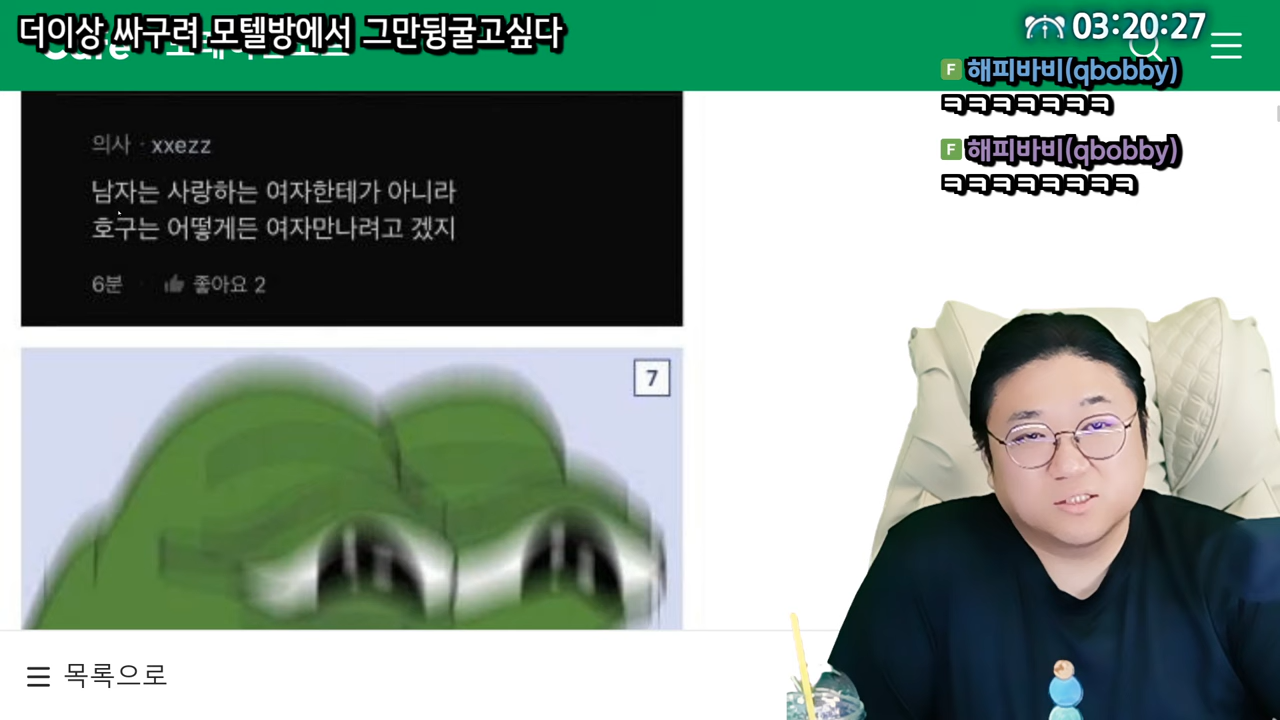 더이상 싸구려 모텔방에서 그만뒹굴고싶다
03:20:27
F 해피바비(qbobby)
ㅋㅋㅋㅋㅋㅋㅋ
F 해피바비(qbobby)
ㅋㅋㅋㅋㅋㅋㅋㅋ
의사 · xxezz
남자는 사랑하는 여자한테가 아니라
호구는 어떻게든 여자만나려고 겠지
6분 좋아요 2
7
목록으로